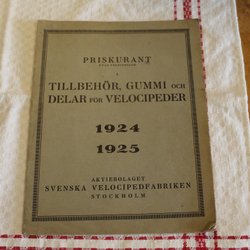 PRISKURANT
TILLBEHÖR, GUMMI OCH
DELAR FÖR VELOCIPEDER
1924
1925
AKTIEBOLAGET
SVENSKA VELOCIPEDFABRIKEN
STOCKHOLM